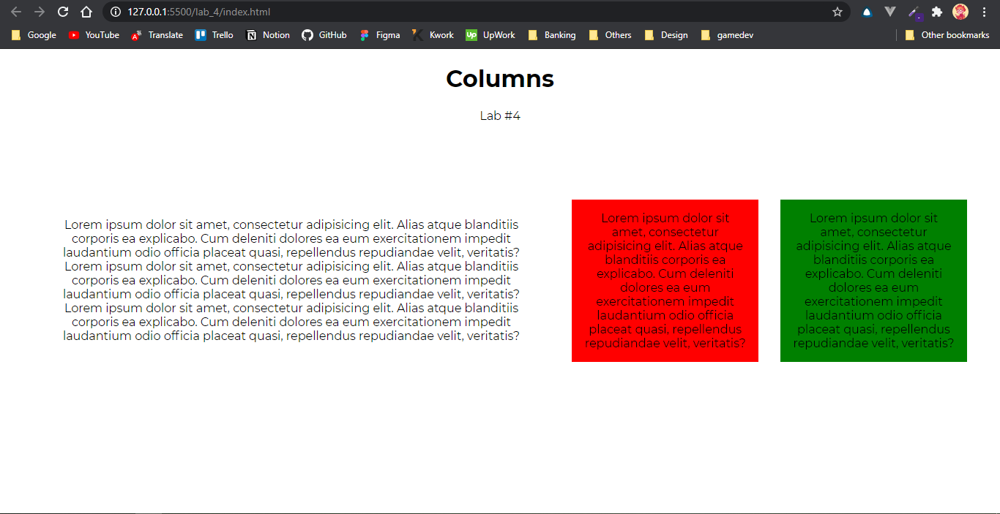 127.0.0.1:5500/lab_4/index.html
Google YouTube Translate Trello Notion GitHub Figma Kwork Up UpWork Banking Others Design gamedev Other bookmarks
Columns
Lab #4
Lorem ipsum dolor sit amet, consectetur adipisicing elit. Alias atque blanditiis
corporis ea explicabo. Cum deleniti dolores ea eum exercitationem impedit
laudantium odio officia placeat quasi, repellendus repudiandae velit, veritatis?
Lorem ipsum dolor sit amet, consectetur adipisicing elit. Alias atque blanditiis
corporis ea explicabo. Cum deleniti dolores ea eum exercitationem impedit
laudantium odio officia placeat quasi, repellendus repudiandae velit, veritatis?
Lorem ipsum dolor sit amet, consectetur adipisicing elit. Alias atque blanditiis
corporis ea explicabo. Cum deleniti dolores ea eum exercitationem impedit
laudantium odio officia placeat quasi, repellendus repudiandae velit, veritatis?
Lorem ipsum dolor sit
amet, consectetur
adipisicing elit. Alias atque
blanditiis corporis ea
explicabo. Cum deleniti
dolores ea eum
exercitationem impedit
laudantium odio officia
placeat quasi, repellendus
repudiandae velit, veritatis?
Lorem ipsum dolor sit
amet, consectetur
adipisicing elit. Alias atque
blanditiis corporis ea
explicabo. Cum deleniti
dolores ea eum
exercitationem impedit
laudantium odio officia
placeat quasi, repellendus
repudiandae velit, veritatis?